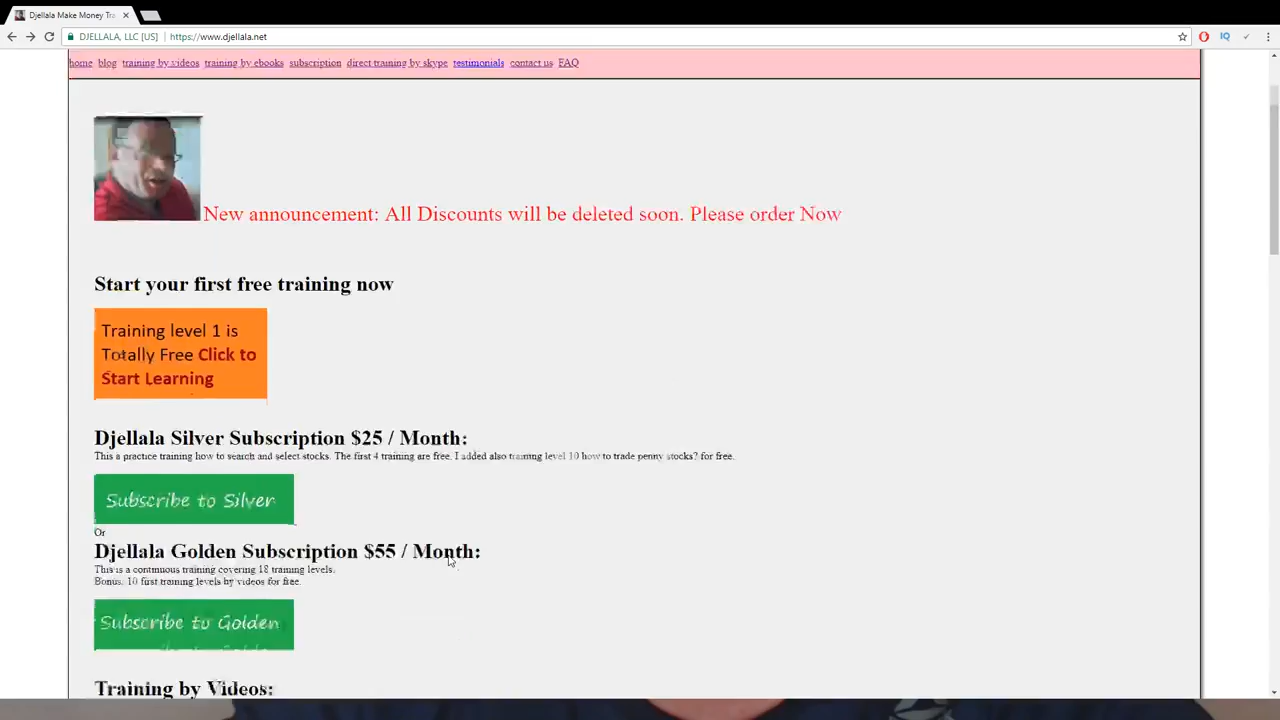 Djellala Make Money Tra
DJELLALA, LLC [US] https://www.djellala.net
home blog training by videos training by ebooks subscription direct training by skype testimonials contact us FAQ
New announcement: All Discounts will be deleted soon. Please order Now
Start your first free training now
Training level 1 is
Totally Free Click to
Start Learning
Djellala Silver Subscription $25 / Month:
This a practice training how to search and select stocks. The first 4 training are free. I added also training level 10 how to trade penny stocks? for free.
Subscribe to Silver
Or
Djellala Golden Subscription $55 / Month:
This is a continuous training covering 18 training levels.
Bonus: 10 first training levels by videos for free.
Subscribe to Golden
Training by Videos: